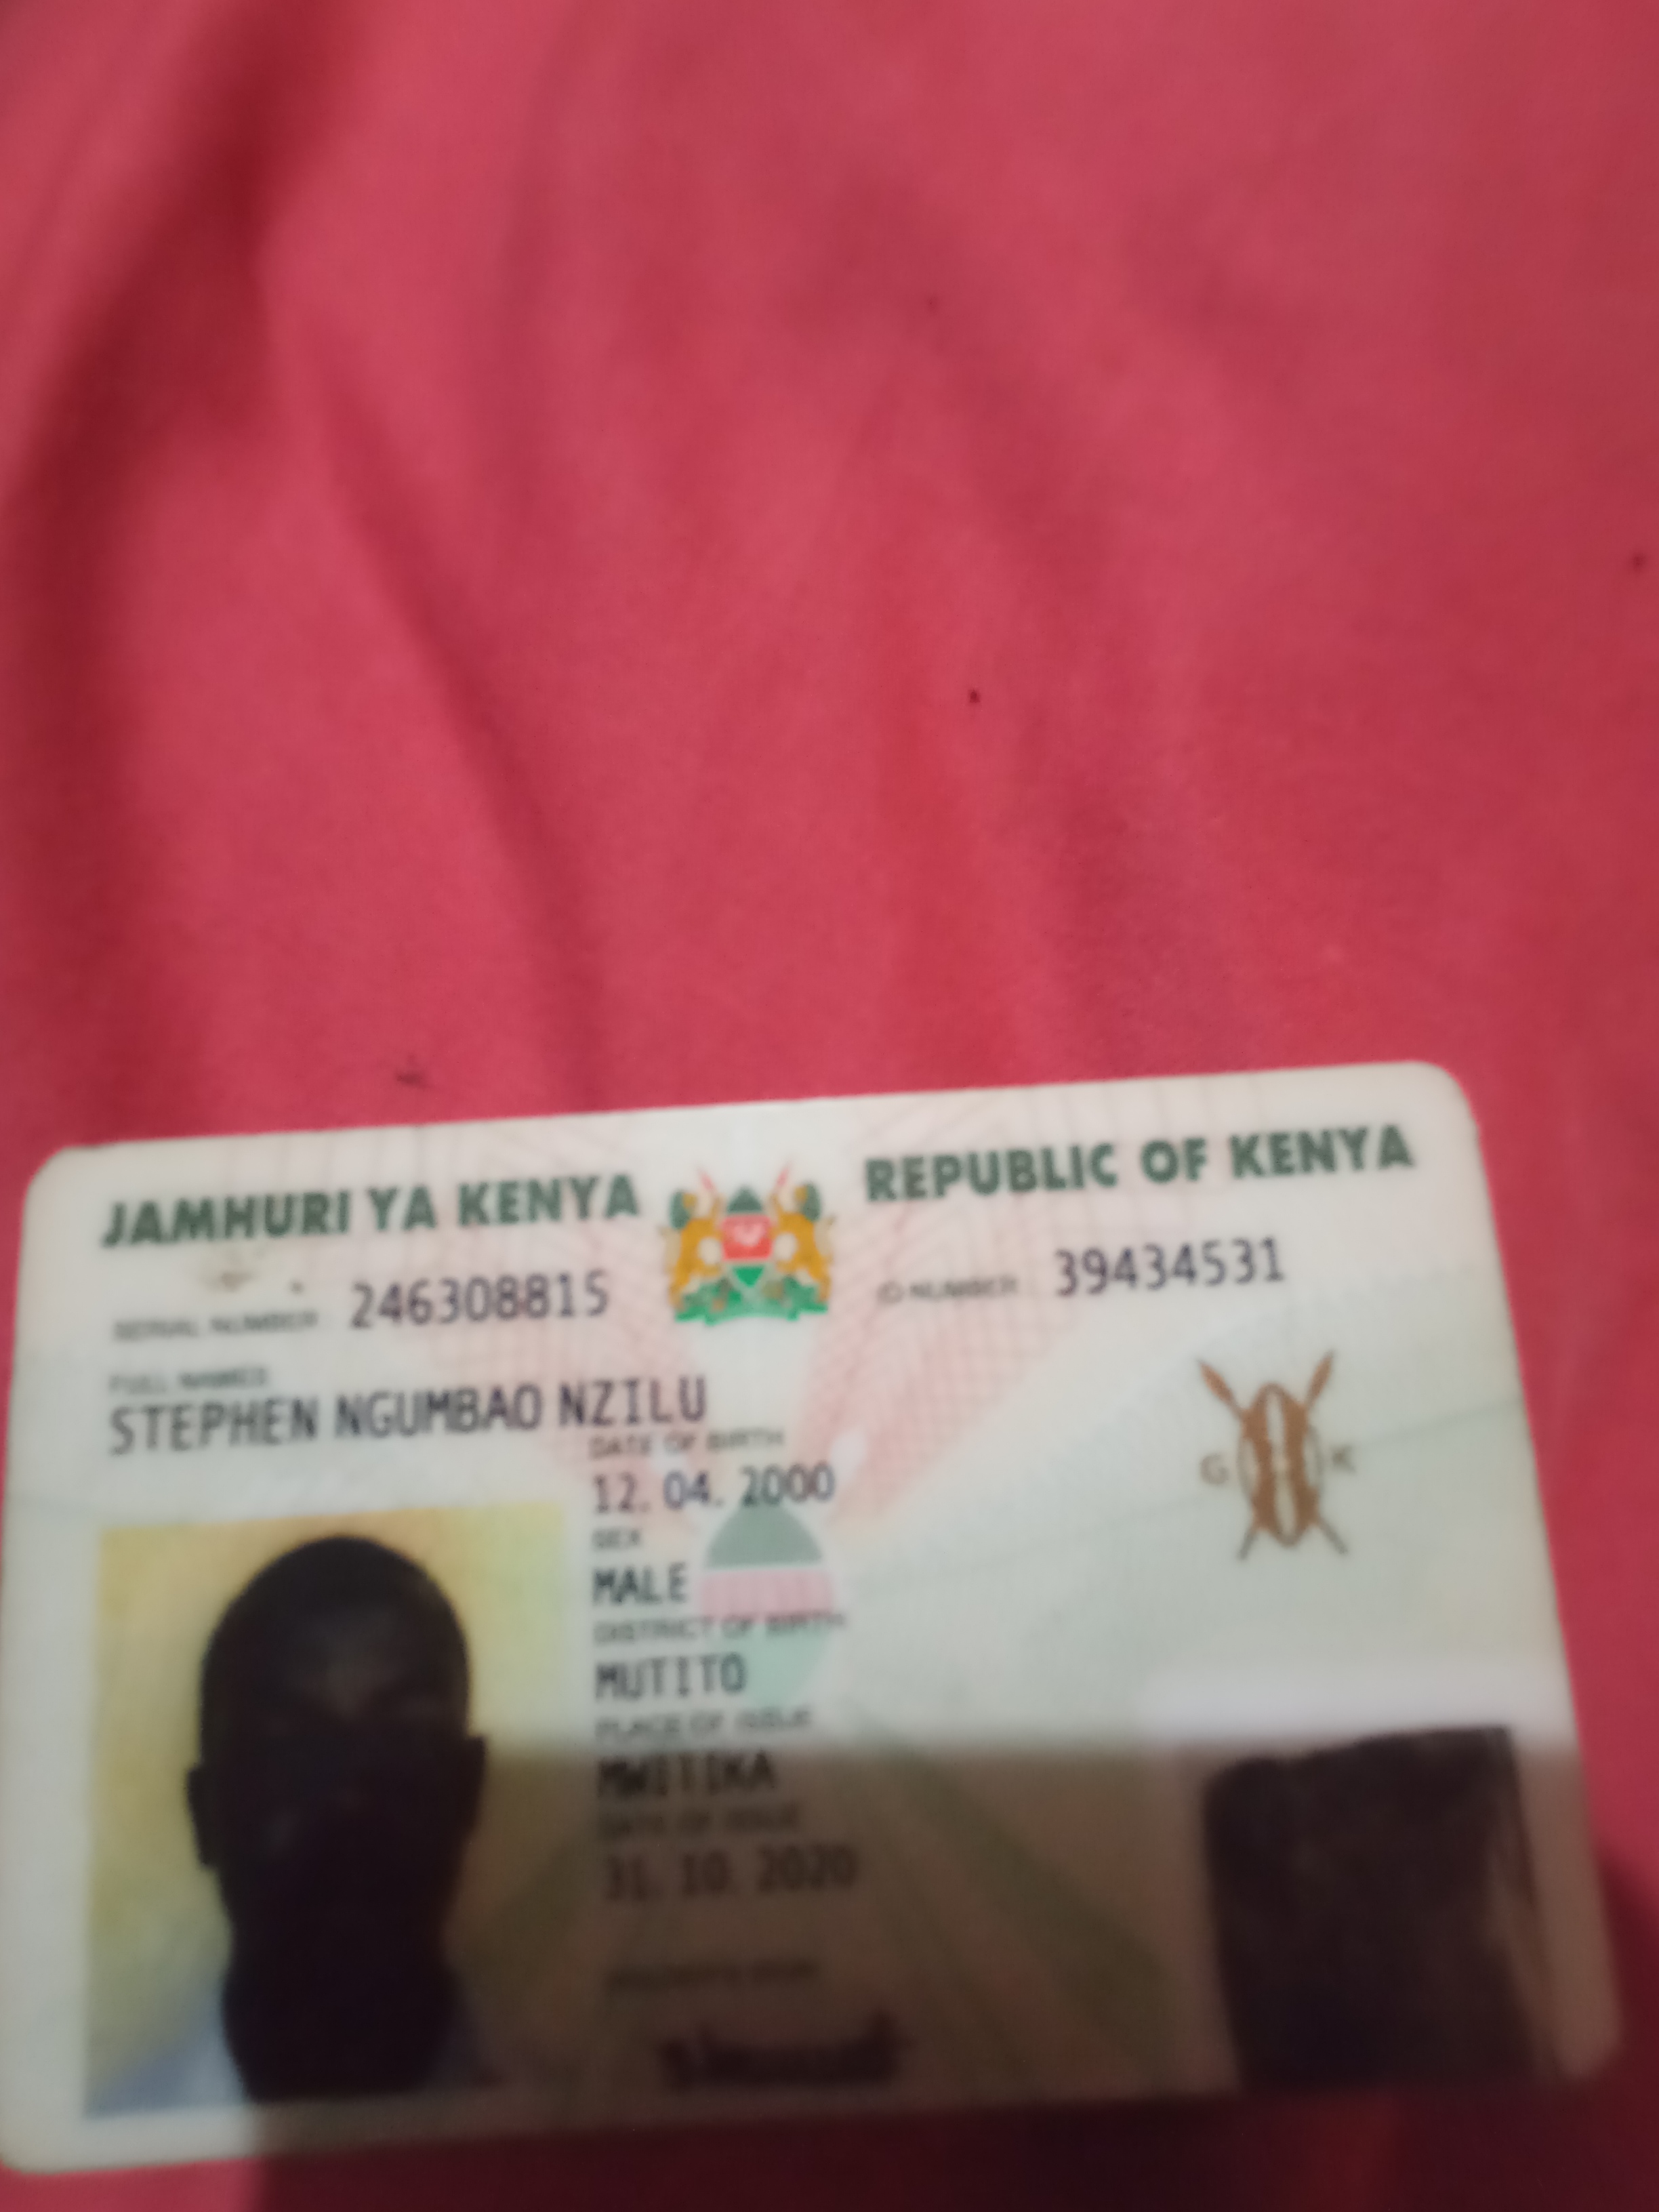 JAMHURI YA KENYA REPUBLIC OF KENYA
SERIAL NUMBER 246308815 ID NUMBER 39434531
FULL NAMES
STEPHEN NGUMBAO NZILU
DATE OF BIRTH
12. 04. 2000
SEX
MALE
G K
DISTRICT OF BIRTH
MUTITO
PLACE OF ISSUE
MWITIKA
DATE OF ISSUE
31. 10. 2020
HOLDER'S SIGN.